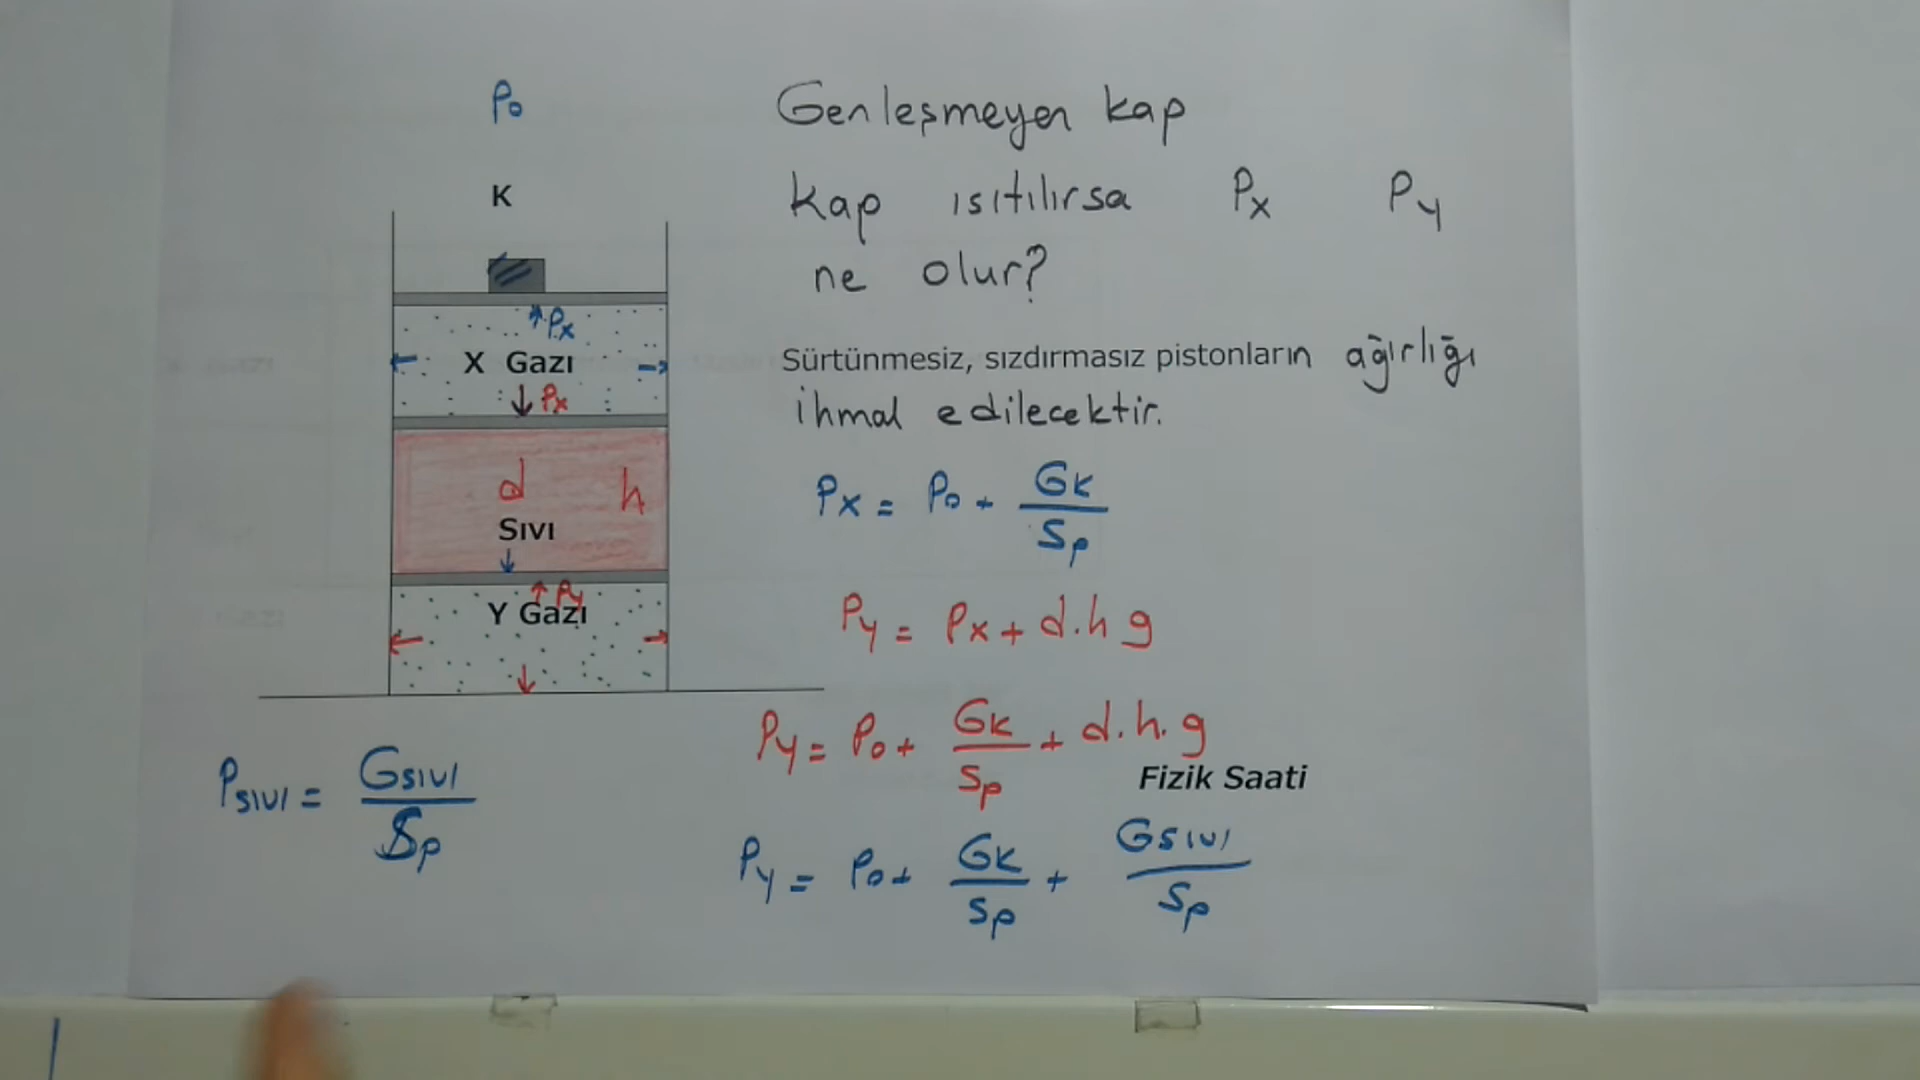 P₀
K
Px
X Gazı
Px
d h
Sıvı
Py
Y Gazı
Genleşmeyen kap
Kap ısıtılırsa Px Py
ne olur?
Sürtünmesiz, sızdırmasız pistonların ağırlığı
ihmal edilecektir.
Px = P₀ + GK / Sp
Py = Px + d.h g
Py = P₀ + GK / Sp + d.h.g
Fizik Saati
Psıvı = Gsıvı / Sp
Py = P₀ + GK / Sp + Gsıvı / Sp